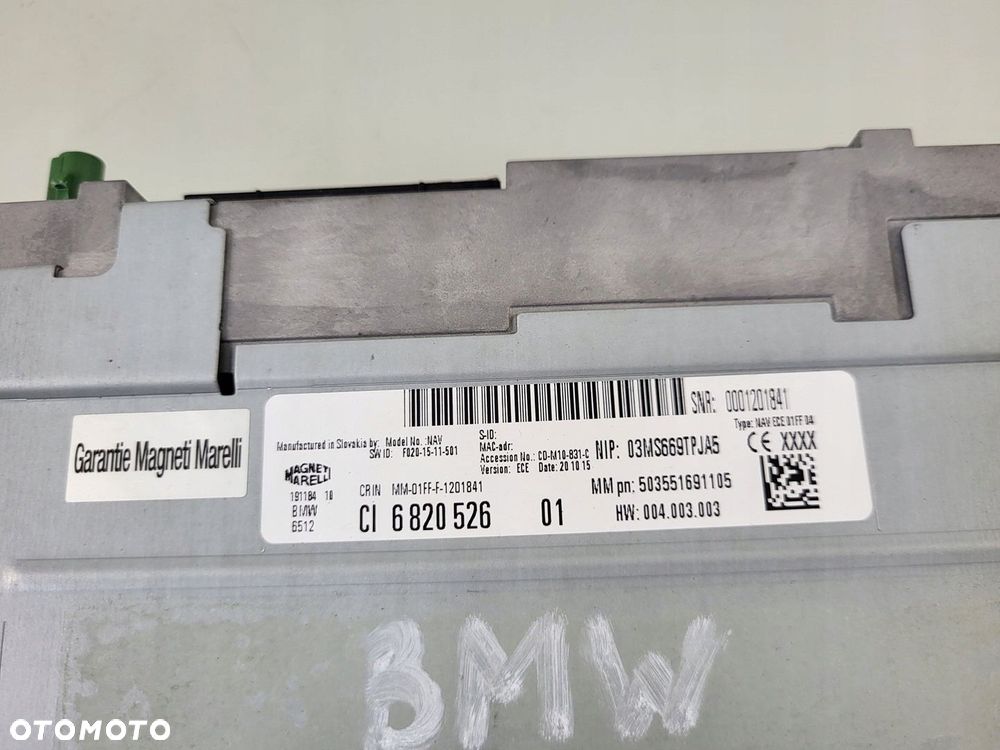 SNR: 0001201841
Type: NAV ECE 01FF 04
Garantie Magneti Marelli
Manufactured in Slovakia by: Model No.: NAV
SW ID: F020-15-11-501
S-ID:
MAC-adr:
Accession No.: CD-M10-831-C
Version: ECE Date: 20 10 15
NIP: 03MS669TPJA5
CE XXXX
MAGNETI
MARELLI
191184 10
BMW
6512
CRIN MM-01FF-F-1201841
CI 6 820 526 01
MM pn: 503551691105
HW: 004.003.003
BMW
OTOMOTO